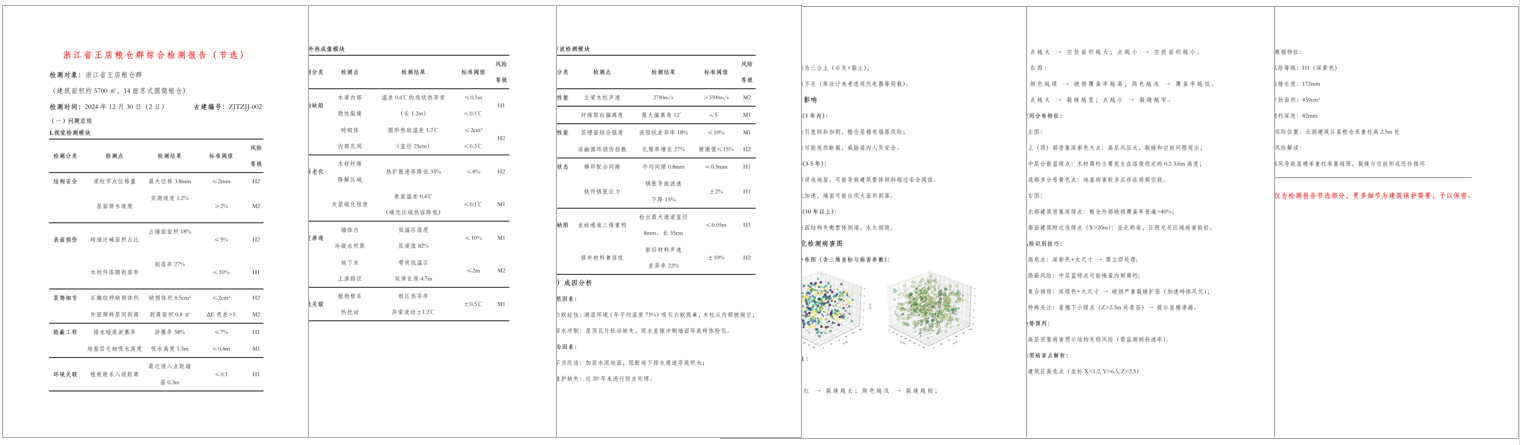 浙江省王店粮仓群综合检测报告（节选）
检测对象：浙江省王店粮仓群
（建筑面积约 5700 ㎡，14 座苏式圆筒粮仓）
检测时间：2024 年 12 月 30 日（2 日） 古建编号：ZJTZJJ-002
（一）问题总结
1.视觉检测模块
检测分类 检测点 检测结果 标准阈值 风险等级
结构安全 梁柱节点位移量 最大位移 3.8mm ≤2mm H2
屋面排水坡度 实测坡度 1.2% ≥2% M2
表面损伤 砖墙泛碱面积占比 占墙面面积 18% ≤5% H2
木构件漆膜剥落率 剥落率 27% ≤10% H1
装饰细节 石雕纹样缺损体积 缺损体积 8.5cm³ <2cm³ H2
外立面颜料层剥离 剥离面积 0.8 ㎡ ΔE 色差>5 M2
隐蔽工程 排水暗渠淤塞率 淤塞率 58% ≤7% H1
地基层毛细吸水高度 吸水高度 1.5m ≤0.8m M1
环境关联 植被根系入侵距离 最近侵入点距墙基 0.3m ≤0.1 H1
外热成像模块
分类 检测点 检测结果 标准阈值 风险等级
缺陷 木梁内部隐性裂缝 温差 0.6℃的线状热异常（长 1.2m） ≤0.1m ≤0.1℃ H1
砖砌体内部孔洞 圆形热斑温差 1.2℃（直径 25cm） ≤2cm² ≤0.3℃ H2
老化 木材纤维降解区域 热扩散速率降低 35% ≤8% H2
灰浆碳化程度 表面温差 0.4℃（碳化区域热容降低） ≤0.1℃ M1
渗透 墙体内冷凝水积聚 低温区湿度反演值 82% ≤10% M1
地下水上渗路径 带状低温区延伸长度 4.7m ≤2m M2
关联 植物根系热扰动 根区热导率异常波动±1.2℃ ±0.5℃ M1
波检测模块
分类 检测点 检测结果 标准阈值 风险等级
性能 主梁木柱声速 2780m/s ≥3500m/s M2
纤维取向偏离度 最大偏离角 12° ≤5° M1
性能 层理面结合强度 波阻抗差异率 18% ≤10% M1
冻融循环损伤指数 孔隙率增至 27% 健康值≤15% H2
状态 榫卯配合间隙 平均间隙 0.8mm ≤0.3mm H1
铁件锈胀应力 锈胀导致流速下降 15% ±2% H1
缺陷 虫蛀通道三维重构 检出最大通道直径 8mm，长 35cm ≤0.05m H1
修补材料兼容性 新旧材料声速差异率 22% ±10% H2
）成因分析
然因素：
白蚁蛀蚀：潮湿环境（年平均湿度 75%）吸引白蚁筑巢，木柱从内部被掏空；
雨水冲刷：屋顶瓦片松动缺失，雨水直接冲刷墙面导致砖体粉化。
为因素：
不当改造：加装水泥地面，阻断地下排水通道导致积水；
维护缺失：近 20 年未进行防虫处理。
为三合土（石灰+黏土），
不足（原设计未考虑现代电器等荷载）。
影响
（1 年内）：
引发倾斜加剧，粮仓屋檐有塌落风险；
可能突然断裂，威胁屋内人员安全。
（3-5 年）
浸泡地基，可能导致建筑整体倾斜超过安全阈值。
加速，墙面可能出现大面积剥落。
（10 年以上）：
因结构失衡整体倒塌，永久损毁。
化检测病害图
布图（含三维坐标与病害参数）：
：
红 → 裂缝越长；颜色越浅 → 裂缝越短；
点越大 → 空鼓面积越大；点越小 → 空鼓面积越小。
右图：
颜色越绿 → 破损覆盖率越高；颜色越浅 → 覆盖率越低。
点越大 → 裂缝越宽；点越小 → 裂缝越窄。
间分布特征：
左图：
上（顶）部密集深紫色大点：高层风压大，裂缝和空鼓问题突出；
中层分散蓝绿点：木材腐朽主要发生在湿度稳定的 0.2-3.6m 高度；
底部多分布黄色点：地基病害较多且存在局部空鼓。
右图：
北部建筑密集深绿点：粮仓外部破损覆盖率普遍>40%；
南面建筑附近浅绿点（X>20m）：坐北朝南，日照充足区域病害较轻。
险识别技巧：
高危点：深紫色+大尺寸 → 需立即处理；
隐蔽风险：中层蓝绿点可能掩盖内部腐朽；
复合损伤：深绿色+大尺寸 → 破损严重裂缝扩张（加速砖体风化）；
特殊关注：屋檐下小绿点（Z>2.3m 处青苔）→ 提示屋檐渗漏。
势预判：
高层密集病害预示结构失稳风险（需监测倾斜速率）。
型病害点解析：
建筑区高危点（坐标 X=1.2, Y=6.3, Z=2.5）
数据特征：
风险等级：H1（深紫色）
裂缝长度：172mm
空鼓面积：459cm²
腐朽深度：82mm
实际位置：北部建筑区某粮仓承重柱高 2.5m 处
风险解读：
风导致屋檐承重柱承重超限，裂缝与空鼓形成恶性循环
仅为检测报告节选部分，更多细节为建筑保护需要，予以保密。